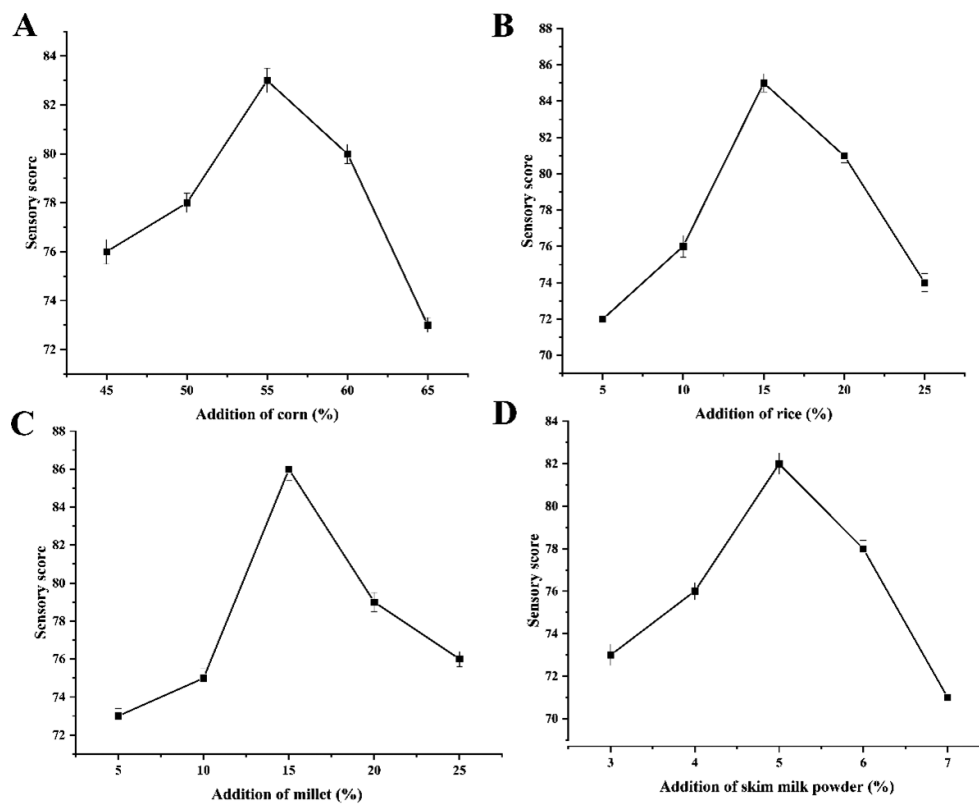 A
Sensory score
84
82
80
78
76
74
72
45 50 55 60 65
Addition of corn (%)
B
Sensory score
88
86
84
82
80
78
76
74
72
70
5 10 15 20 25
Addition of rice (%)
C
Sensory score
88
86
84
82
80
78
76
74
72
5 10 15 20 25
Addition of millet (%)
D
Sensory score
84
82
80
78
76
74
72
70
3 4 5 6 7
Addition of skim milk powder (%)